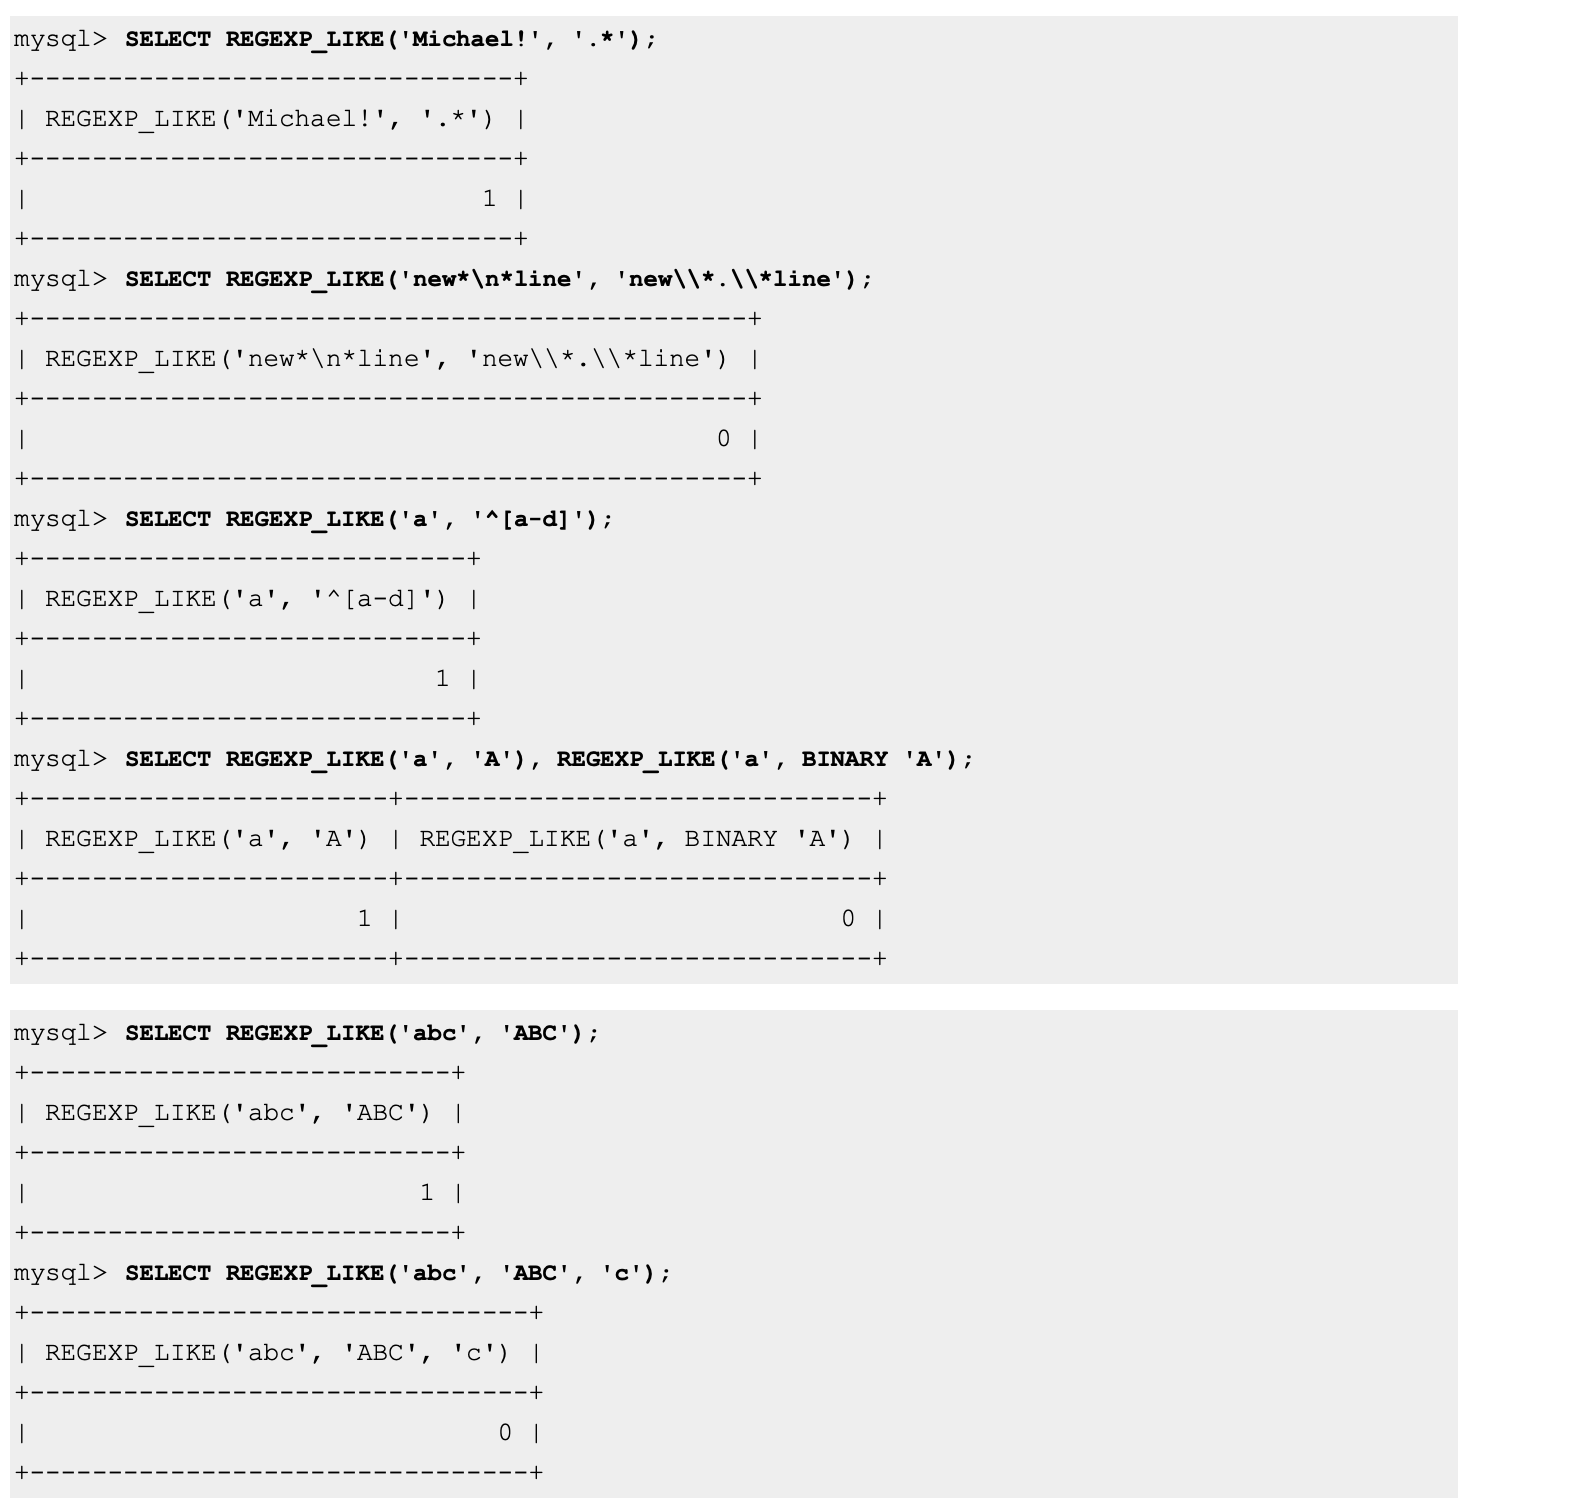 mysql> SELECT REGEXP_LIKE('Michael!', '.*');
+-------------------------------+
| REGEXP_LIKE('Michael!', '.*') |
+-------------------------------+
|                             1 |
+-------------------------------+
mysql> SELECT REGEXP_LIKE('new*\n*line', 'new\\*.\\*line');
+----------------------------------------------+
| REGEXP_LIKE('new*\n*line', 'new\\*.\\*line') |
+----------------------------------------------+
|                                            0 |
+----------------------------------------------+
mysql> SELECT REGEXP_LIKE('a', '^[a-d]');
+----------------------------+
| REGEXP_LIKE('a', '^[a-d]') |
+----------------------------+
|                          1 |
+----------------------------+
mysql> SELECT REGEXP_LIKE('a', 'A'), REGEXP_LIKE('a', BINARY 'A');
+-----------------------+------------------------------+
| REGEXP_LIKE('a', 'A') | REGEXP_LIKE('a', BINARY 'A') |
+-----------------------+------------------------------+
|                     1 |                            0 |
+-----------------------+------------------------------+
mysql> SELECT REGEXP_LIKE('abc', 'ABC');
+---------------------------+
| REGEXP_LIKE('abc', 'ABC') |
+---------------------------+
|                         1 |
+---------------------------+
mysql> SELECT REGEXP_LIKE('abc', 'ABC', 'c');
+--------------------------------+
| REGEXP_LIKE('abc', 'ABC', 'c') |
+--------------------------------+
|                              0 |
+--------------------------------+